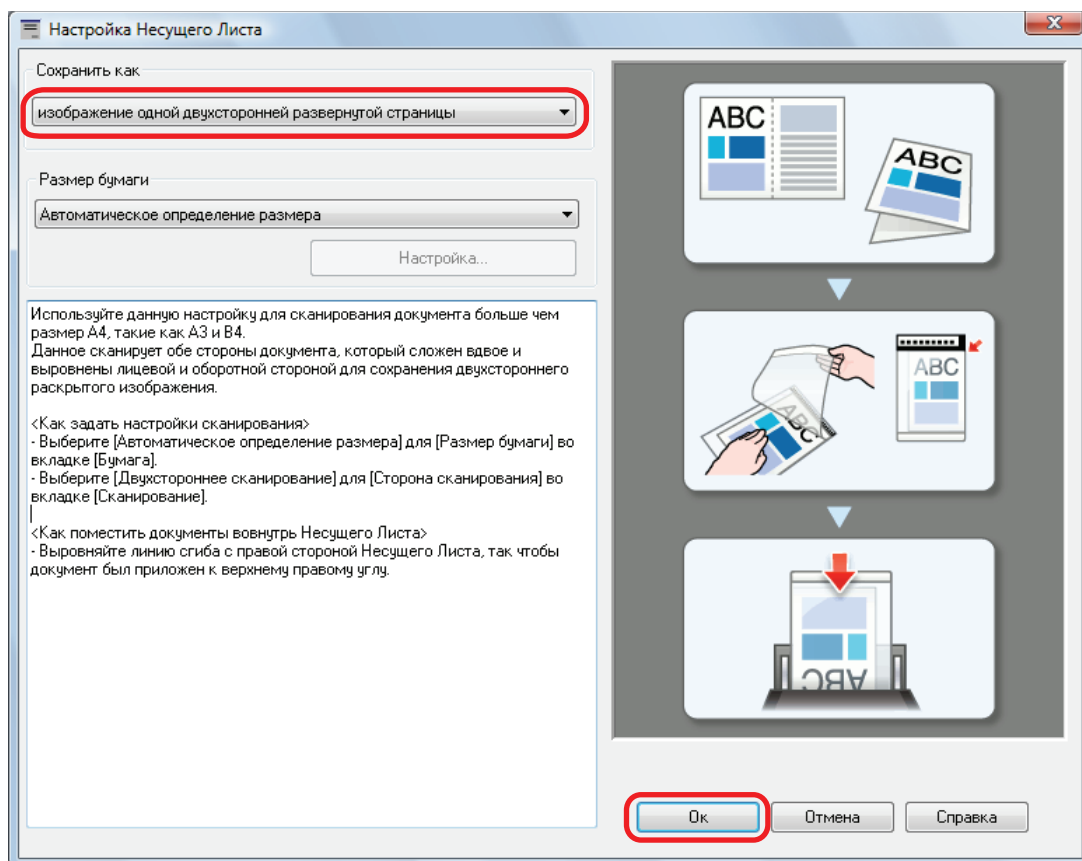 Настройка Несущего Листа
Сохранить как
изображение одной двухсторонней развернутой страницы
Размер бумаги
Автоматическое определение размера
Настройка...
Используйте данную настройку для сканирования документа больше чем
размер А4, такие как А3 и В4.
Данное сканирует обе стороны документа, который сложен вдвое и
выровнены лицевой и оборотной стороной для сохранения двухстороннего
раскрытого изображения.
<Как задать настройки сканирования>
- Выберите [Автоматическое определение размера] для [Размер бумаги] во
вкладке [Бумага].
- Выберите [Двухстороннее сканирование] для [Сторона сканирования] во
вкладке [Сканирование].
<Как поместить документы вовнутрь Несущего Листа>
- Выровняйте линию сгиба с правой стороной Несущего Листа, так чтобы
документ был приложен к верхнему правому углу.
ABC
ABC
ABC
ABC
ABC
Ок
Отмена
Справка